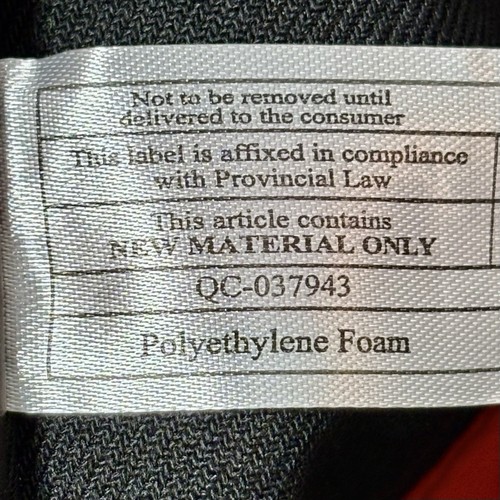 Not to be removed until
delivered to the consumer
This label is affixed in compliance
with Provincial Law
This article contains
NEW MATERIAL ONLY
QC-037943
Polyethylene Foam